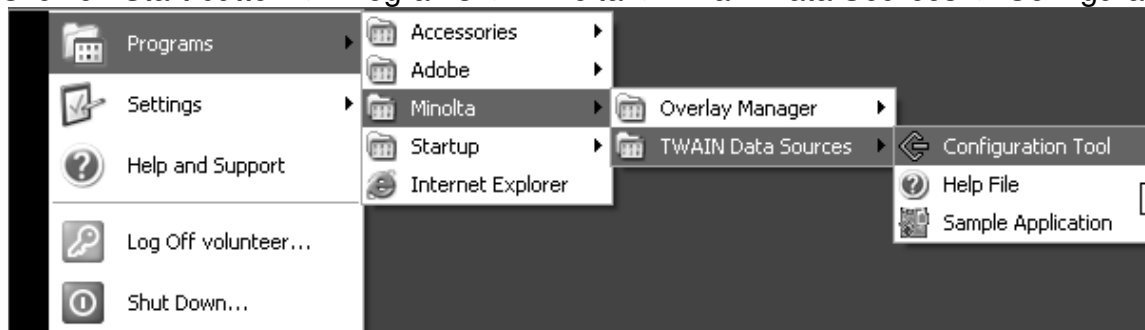 Programs
Settings
Help and Support
Log Off volunteer...
Shut Down...
Accessories
Adobe
Minolta
Startup
Internet Explorer
Overlay Manager
TWAIN Data Sources
Configuration Tool
Help File
Sample Application